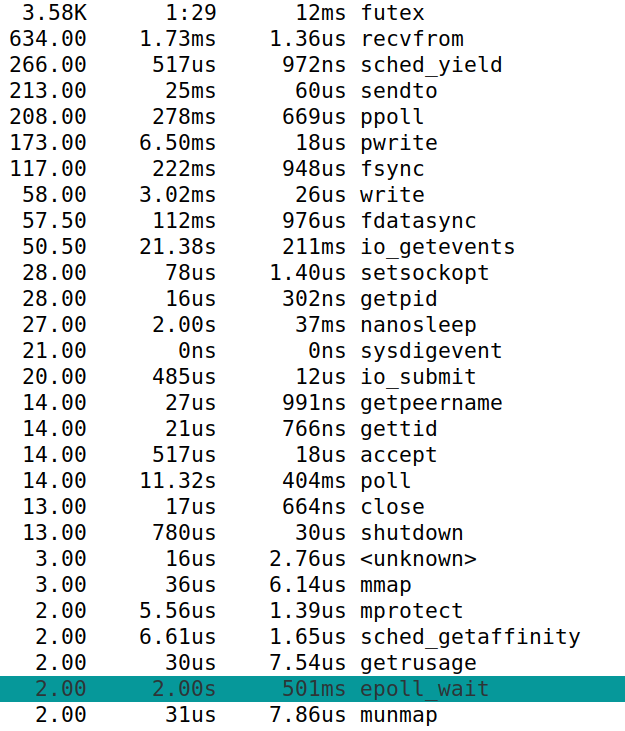 3.58K 1:29 12ms futex
634.00 1.73ms 1.36us recvfrom
266.00 517us 972ns sched_yield
213.00 25ms 60us sendto
208.00 278ms 669us ppoll
173.00 6.50ms 18us pwrite
117.00 222ms 948us fsync
58.00 3.02ms 26us write
57.50 112ms 976us fdatasync
50.50 21.38s 211ms io_getevents
28.00 78us 1.40us setsockopt
28.00 16us 302ns getpid
27.00 2.00s 37ms nanosleep
21.00 0ns 0ns sysdigevent
20.00 485us 12us io_submit
14.00 27us 991ns getpeername
14.00 21us 766ns gettid
14.00 517us 18us accept
14.00 11.32s 404ms poll
13.00 17us 664ns close
13.00 780us 30us shutdown
3.00 16us 2.76us <unknown>
3.00 36us 6.14us mmap
2.00 5.56us 1.39us mprotect
2.00 6.61us 1.65us sched_getaffinity
2.00 30us 7.54us getrusage
2.00 2.00s 501ms epoll_wait
2.00 31us 7.86us munmap